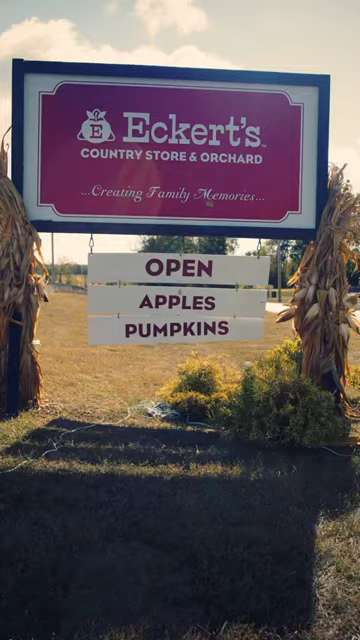 E
Eckert's
COUNTRY STORE & ORCHARD
...Creating Family Memories...
OPEN
APPLES
PUMPKINS